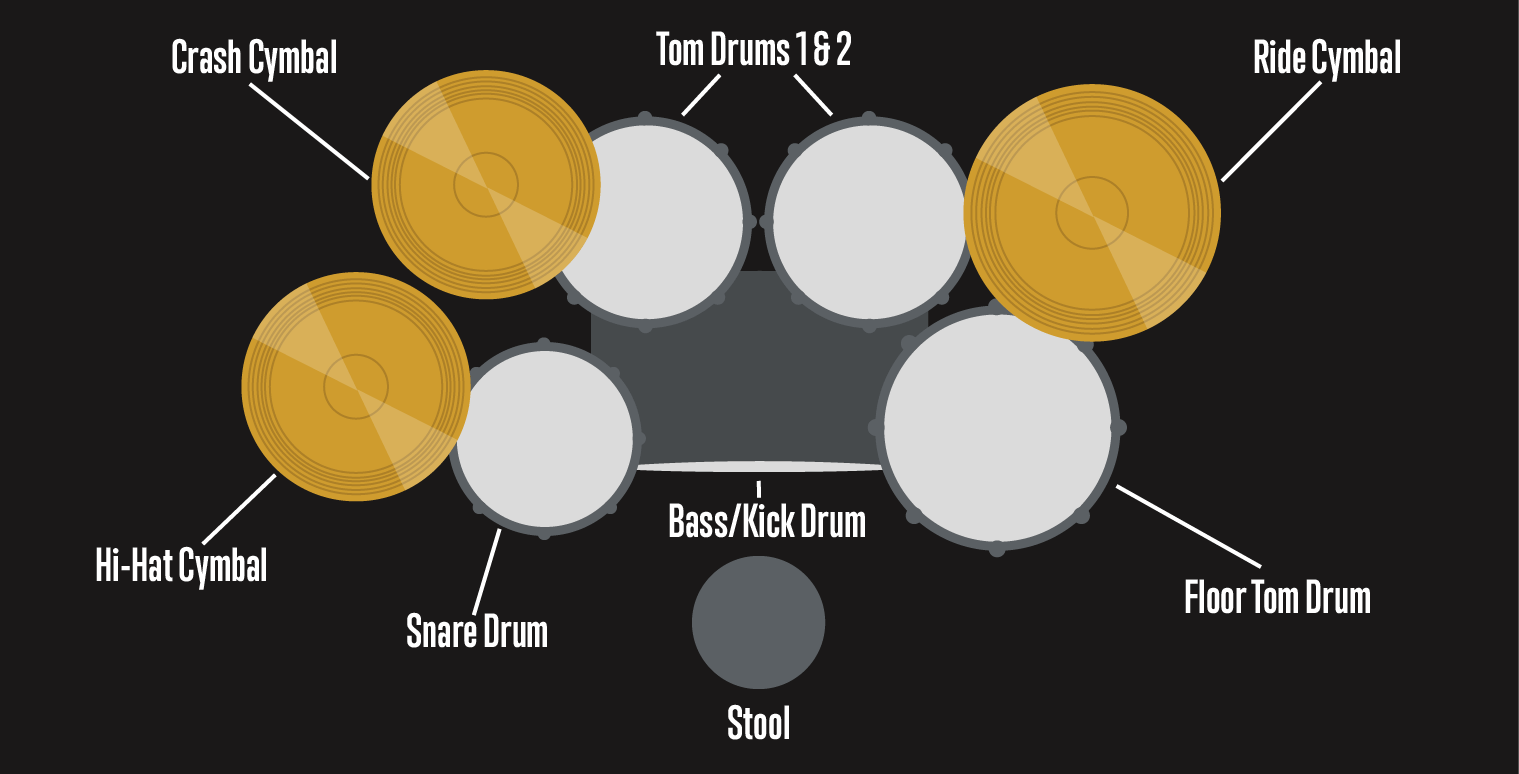 Crash Cymbal
Tom Drums 1 & 2
Ride Cymbal
Bass/Kick Drum
Hi-Hat Cymbal
Floor Tom Drum
Snare Drum
Stool